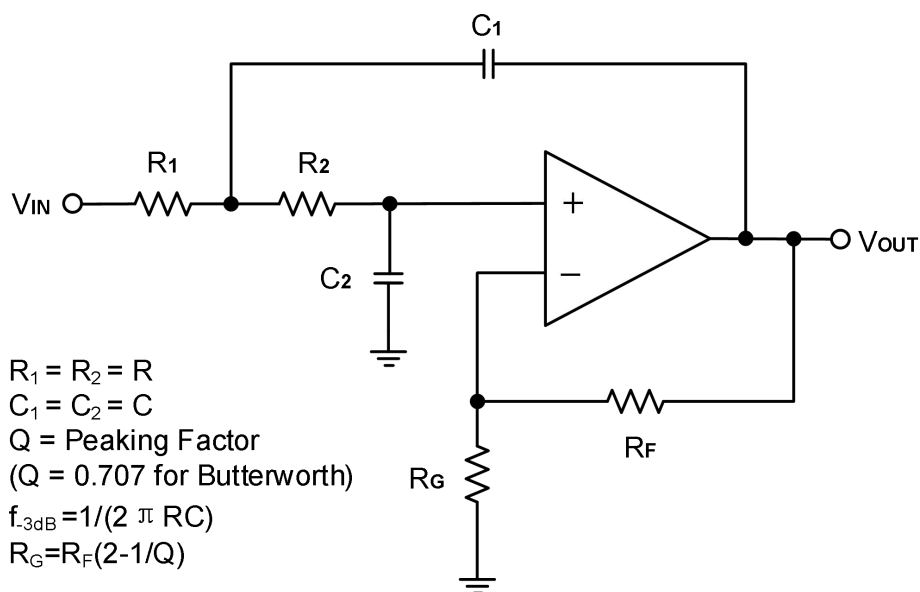 C1
R1
R2
VIN
+
−
VOUT
C2
RF
RG
R1 = R2 = R
C1 = C2 = C
Q = Peaking Factor
(Q = 0.707 for Butterworth)
f-3dB =1/(2 π RC)
RG=RF(2-1/Q)